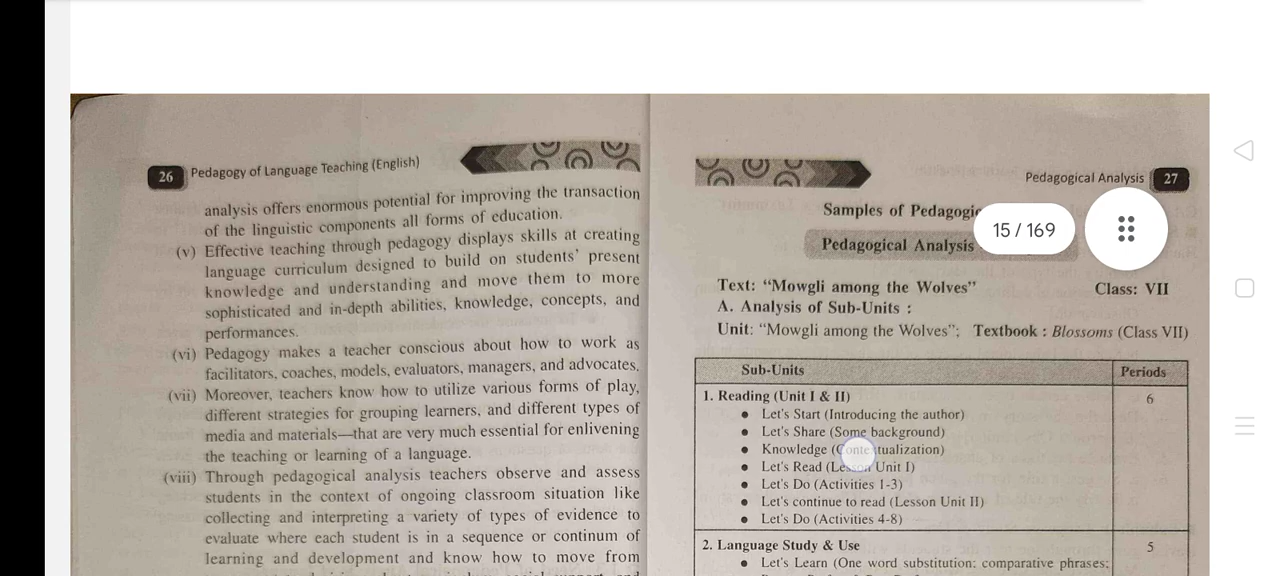 26 Pedagogy of Language Teaching (English)
analysis offers enormous potential for improving the transaction
of the linguistic components all forms of education.
(v) Effective teaching through pedagogy displays skills at creating
language curriculum designed to build on students' present
knowledge and understanding and move them to more
sophisticated and in-depth abilities, knowledge, concepts, and
performances.
(vi) Pedagogy makes a teacher conscious about how to work as
facilitators, coaches, models, evaluators, managers, and advocates.
(vii) Moreover, teachers know how to utilize various forms of play,
different strategies for grouping learners, and different types of
media and materials—that are very much essential for enlivening
the teaching or learning of a language.
(viii) Through pedagogical analysis teachers observe and assess
students in the context of ongoing classroom situation like
collecting and interpreting a variety of types of evidence to
evaluate where each student is in a sequence or continum of
learning and development and know how to move from
Pedagogical Analysis 27
Samples of
15 / 169
Pedagogical Analysis
Text: "Mowgli among the Wolves" Class: VII
A. Analysis of Sub-Units :
Unit: "Mowgli among the Wolves"; Textbook : Blossoms (Class VII)
Sub-Units Periods
1. Reading (Unit I & II) 6
• Let's Start (Introducing the author)
• Let's Share (Some background)
• Knowledge (Contextualization)
• Let's Read (Lesson Unit I)
• Let's Do (Activities 1-3)
• Let's continue to read (Lesson Unit II)
• Let's Do (Activities 4-8)
2. Language Study & Use 5
• Let's Learn (One word substitution: comparative phrases;